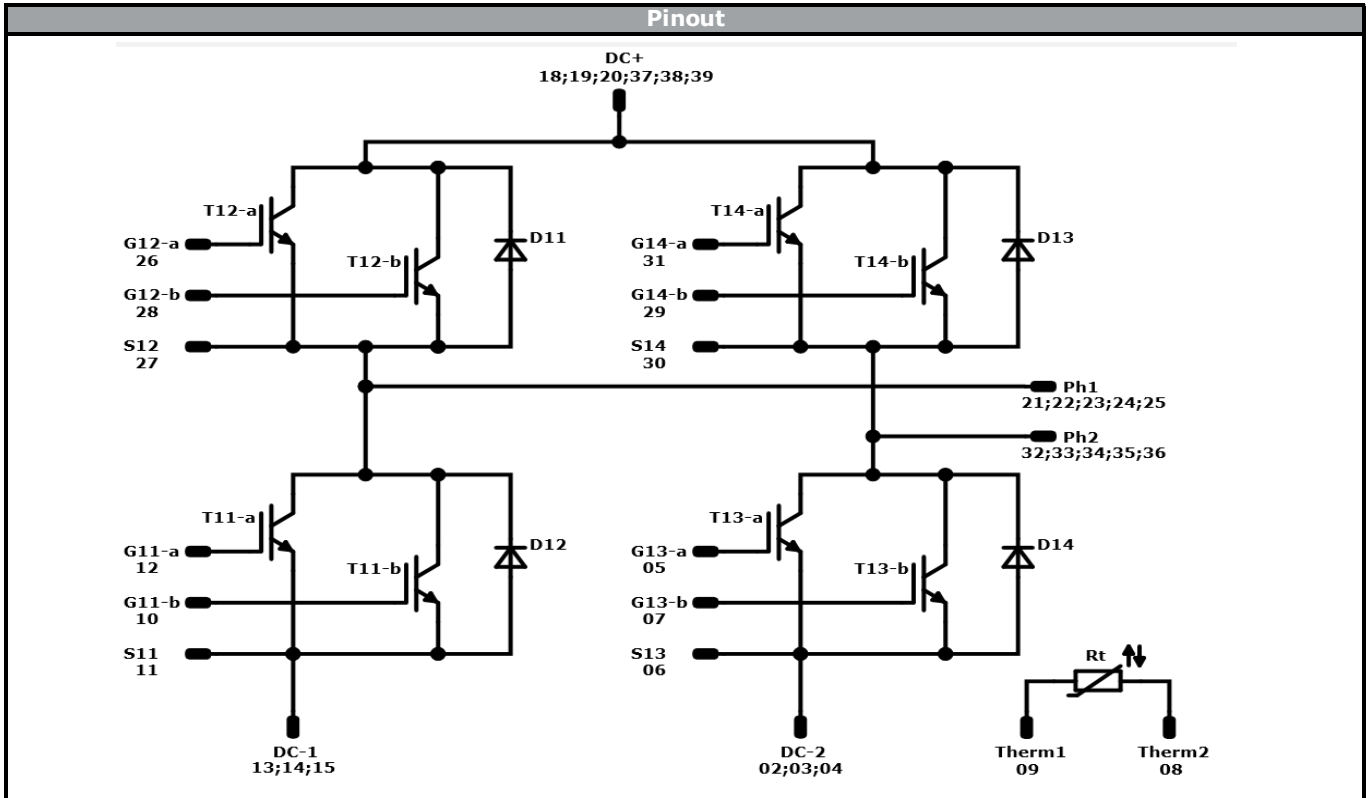 Pinout
DC+
18;19;20;37;38;39
T12-a
G12-a
26
T12-b
G12-b
28
S12
27
D11
T14-a
G14-a
31
T14-b
G14-b
29
S14
30
D13
Ph1
21;22;23;24;25
Ph2
32;33;34;35;36
T11-a
G11-a
12
T11-b
G11-b
10
S11
11
D12
DC-1
13;14;15
T13-a
G13-a
05
T13-b
G13-b
07
S13
06
D14
DC-2
02;03;04
Rt
Therm1
09
Therm2
08